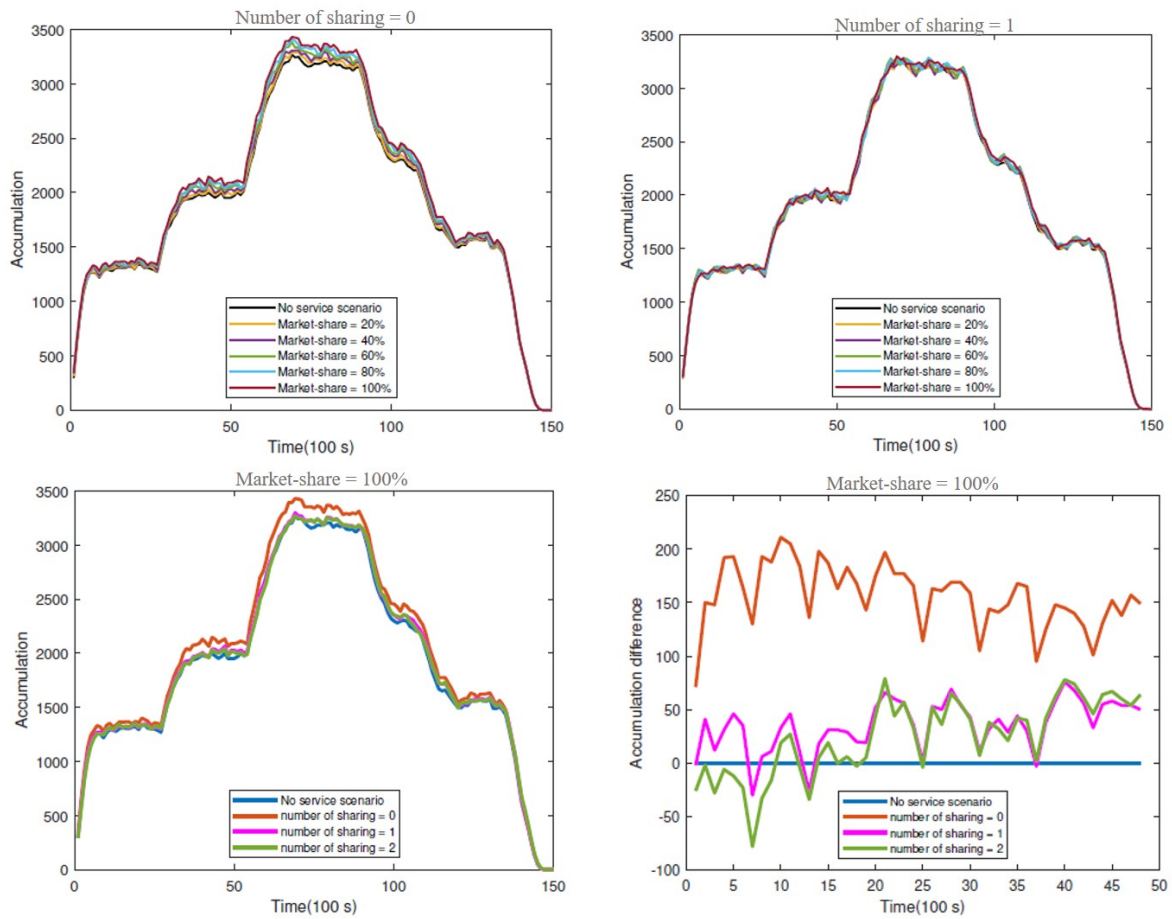 Number of sharing = 0
3500
3000
2500
2000
1500
1000
500
0
Accumulation
No service scenario
Market-share = 20%
Market-share = 40%
Market-share = 60%
Market-share = 80%
Market-share = 100%
0 50 100 150
Time(100 s)
Number of sharing = 1
3500
3000
2500
2000
1500
1000
500
0
Accumulation
No service scenario
Market-share = 20%
Market-share = 40%
Market-share = 60%
Market-share = 80%
Market-share = 100%
0 50 100 150
Time(100 s)
Market-share = 100%
3500
3000
2500
2000
1500
1000
500
0
Accumulation
No service scenario
number of sharing = 0
number of sharing = 1
number of sharing = 2
0 50 100 150
Time(100 s)
Market-share = 100%
250
200
150
100
50
0
-50
-100
Accumulation difference
No service scenario
number of sharing = 0
number of sharing = 1
number of sharing = 2
0 5 10 15 20 25 30 35 40 45 50
Time(100 s)